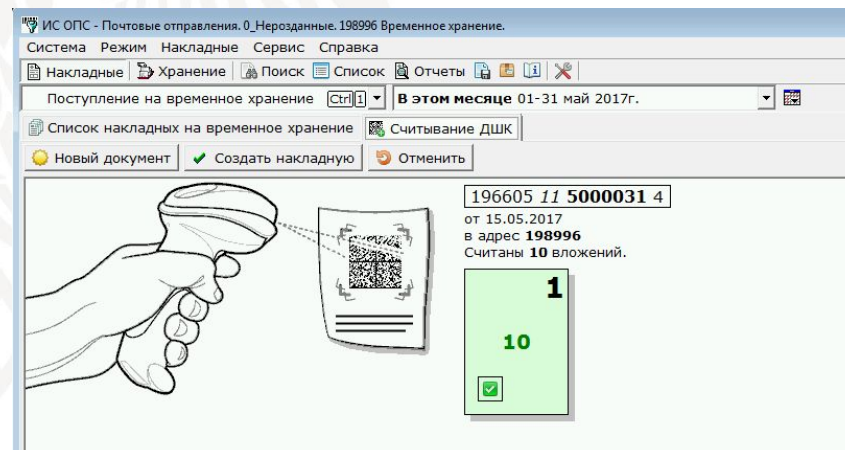 ИС ОПС - Почтовые отправления. 0_Нерозданные. 198996 Временное хранение.
Система Режим Накладные Сервис Справка
Накладные Хранение Поиск Список Отчеты
Поступление на временное хранение Ctrl 1 В этом месяце 01-31 май 2017г.
Список накладных на временное хранение Считывание ДШК
Новый документ Создать накладную Отменить
196605 11 5000031 4
от 15.05.2017
в адрес 198996
Считаны 10 вложений.
1
10